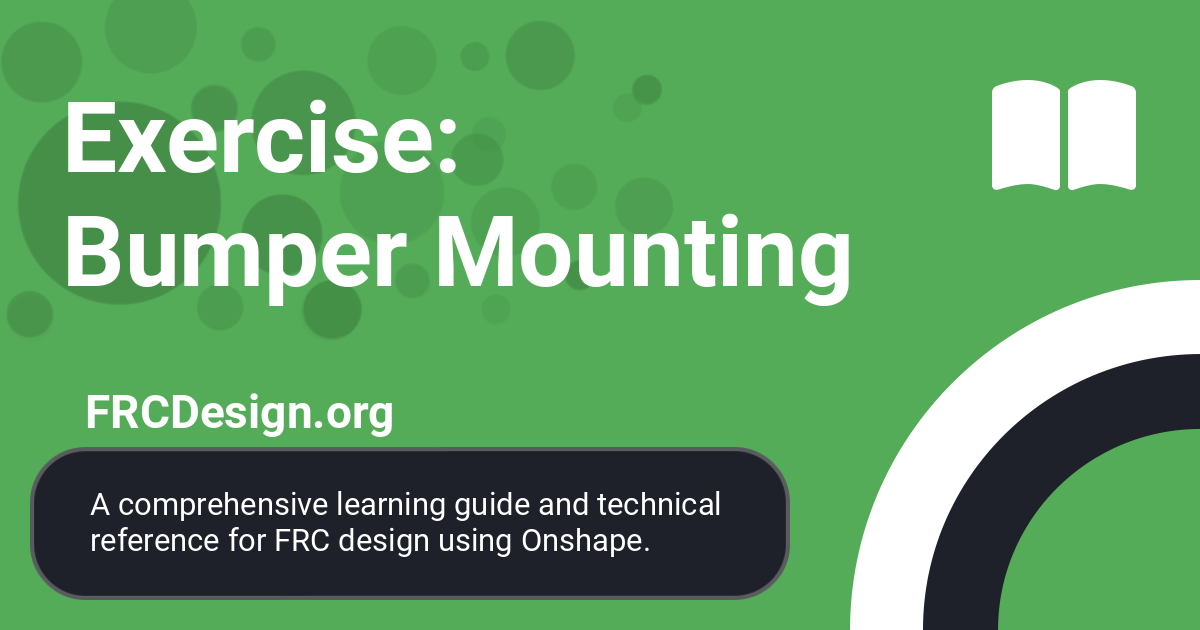 Exercise:
Bumper Mounting
FRCDesign.org
A comprehensive learning guide and technical
reference for FRC design using Onshape.